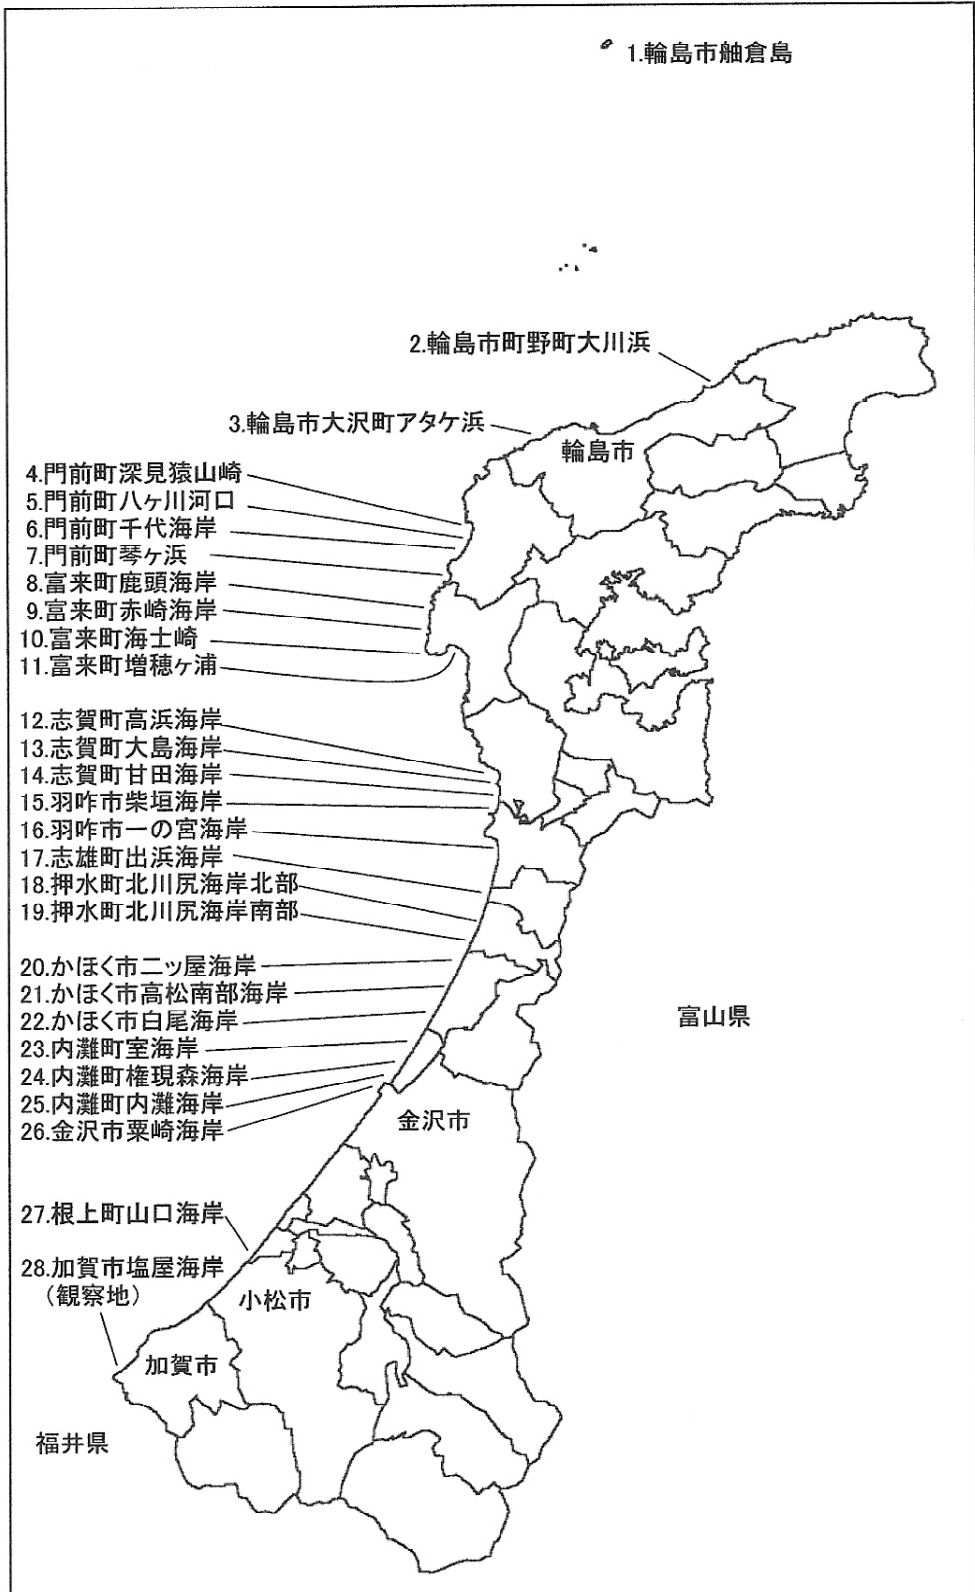 1.輪島市舳倉島
2.輪島市町野町大川浜
3.輪島市大沢町アタケ浜
輪島市
4.門前町深見猿山崎
5.門前町八ヶ川河口
6.門前町千代海岸
7.門前町琴ヶ浜
8.富来町鹿頭海岸
9.富来町赤崎海岸
10.富来町海士崎
11.富来町増穂ヶ浦
12.志賀町高浜海岸
13.志賀町大島海岸
14.志賀町甘田海岸
15.羽咋市柴垣海岸
16.羽咋市一の宮海岸
17.志雄町出浜海岸
18.押水町北川尻海岸北部
19.押水町北川尻海岸南部
20.かほく市二ッ屋海岸
21.かほく市高松南部海岸
22.かほく市白尾海岸
富山県
23.内灘町室海岸
24.内灘町権現森海岸
25.内灘町内灘海岸
26.金沢市粟崎海岸
金沢市
27.根上町山口海岸
28.加賀市塩屋海岸
（観察地）
小松市
加賀市
福井県